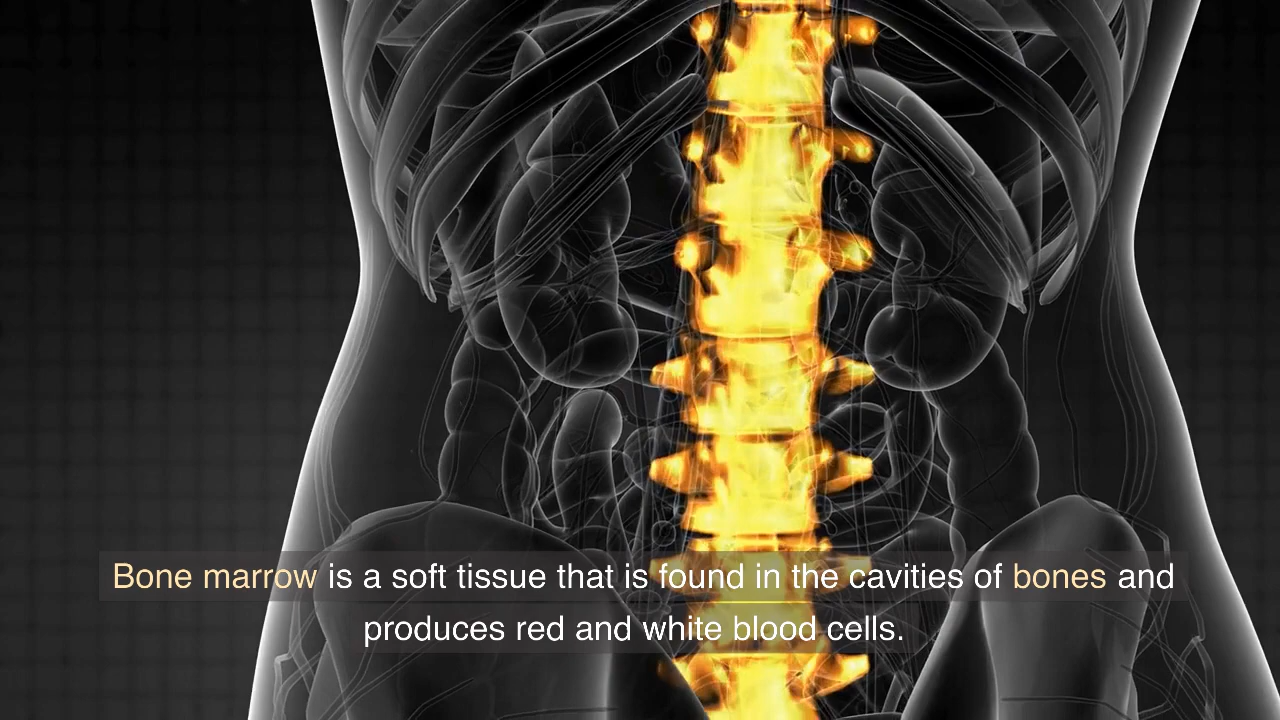 Bone marrow is a soft tissue that is found in the cavities of bones and
produces red and white blood cells.